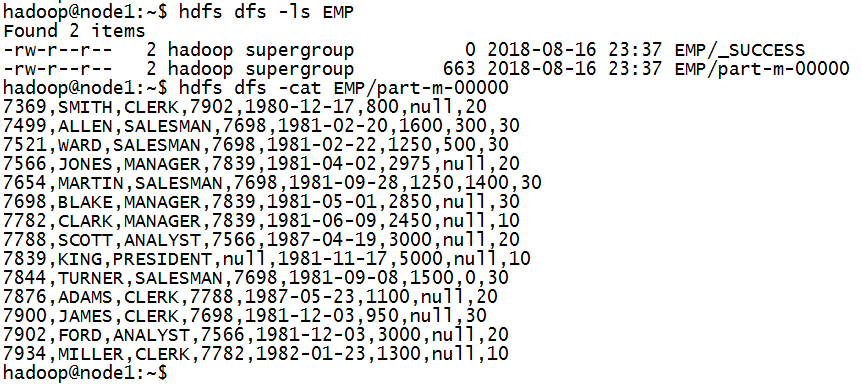 hadoop@node1:~$ hdfs dfs -ls EMP
Found 2 items
-rw-r--r--   2 hadoop supergroup          0 2018-08-16 23:37 EMP/_SUCCESS
-rw-r--r--   2 hadoop supergroup        663 2018-08-16 23:37 EMP/part-m-00000
hadoop@node1:~$ hdfs dfs -cat EMP/part-m-00000
7369,SMITH,CLERK,7902,1980-12-17,800,null,20
7499,ALLEN,SALESMAN,7698,1981-02-20,1600,300,30
7521,WARD,SALESMAN,7698,1981-02-22,1250,500,30
7566,JONES,MANAGER,7839,1981-04-02,2975,null,20
7654,MARTIN,SALESMAN,7698,1981-09-28,1250,1400,30
7698,BLAKE,MANAGER,7839,1981-05-01,2850,null,30
7782,CLARK,MANAGER,7839,1981-06-09,2450,null,10
7788,SCOTT,ANALYST,7566,1987-04-19,3000,null,20
7839,KING,PRESIDENT,null,1981-11-17,5000,null,10
7844,TURNER,SALESMAN,7698,1981-09-08,1500,0,30
7876,ADAMS,CLERK,7788,1987-05-23,1100,null,20
7900,JAMES,CLERK,7698,1981-12-03,950,null,30
7902,FORD,ANALYST,7566,1981-12-03,3000,null,20
7934,MILLER,CLERK,7782,1982-01-23,1300,null,10
hadoop@node1:~$